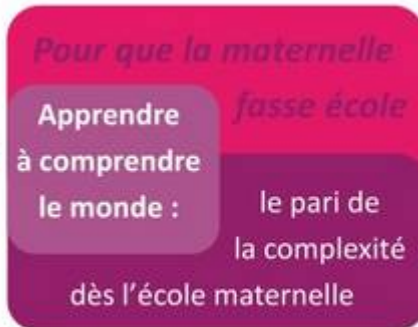 Pour que la maternelle
fasse école
Apprendre
à comprendre
le monde :
le pari de
la complexité
dès l'école maternelle